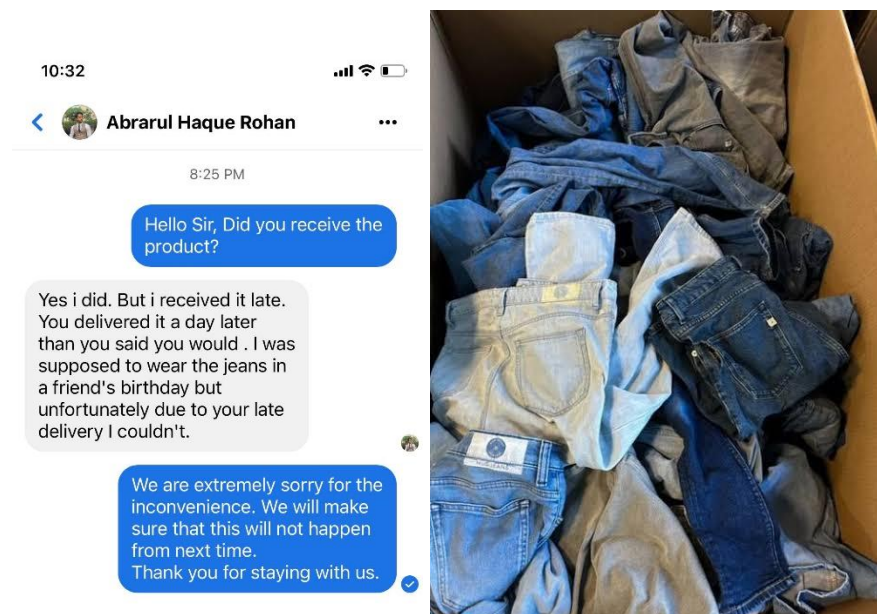 10:32
Abrarul Haque Rohan
8:25 PM
Hello Sir, Did you receive the
product?
Yes i did. But i received it late.
You delivered it a day later
than you said you would . I was
supposed to wear the jeans in
a friend's birthday but
unfortunately due to your late
delivery I couldn't.
We are extremely sorry for the
inconvenience. We will make
sure that this will not happen
from next time.
Thank you for staying with us.